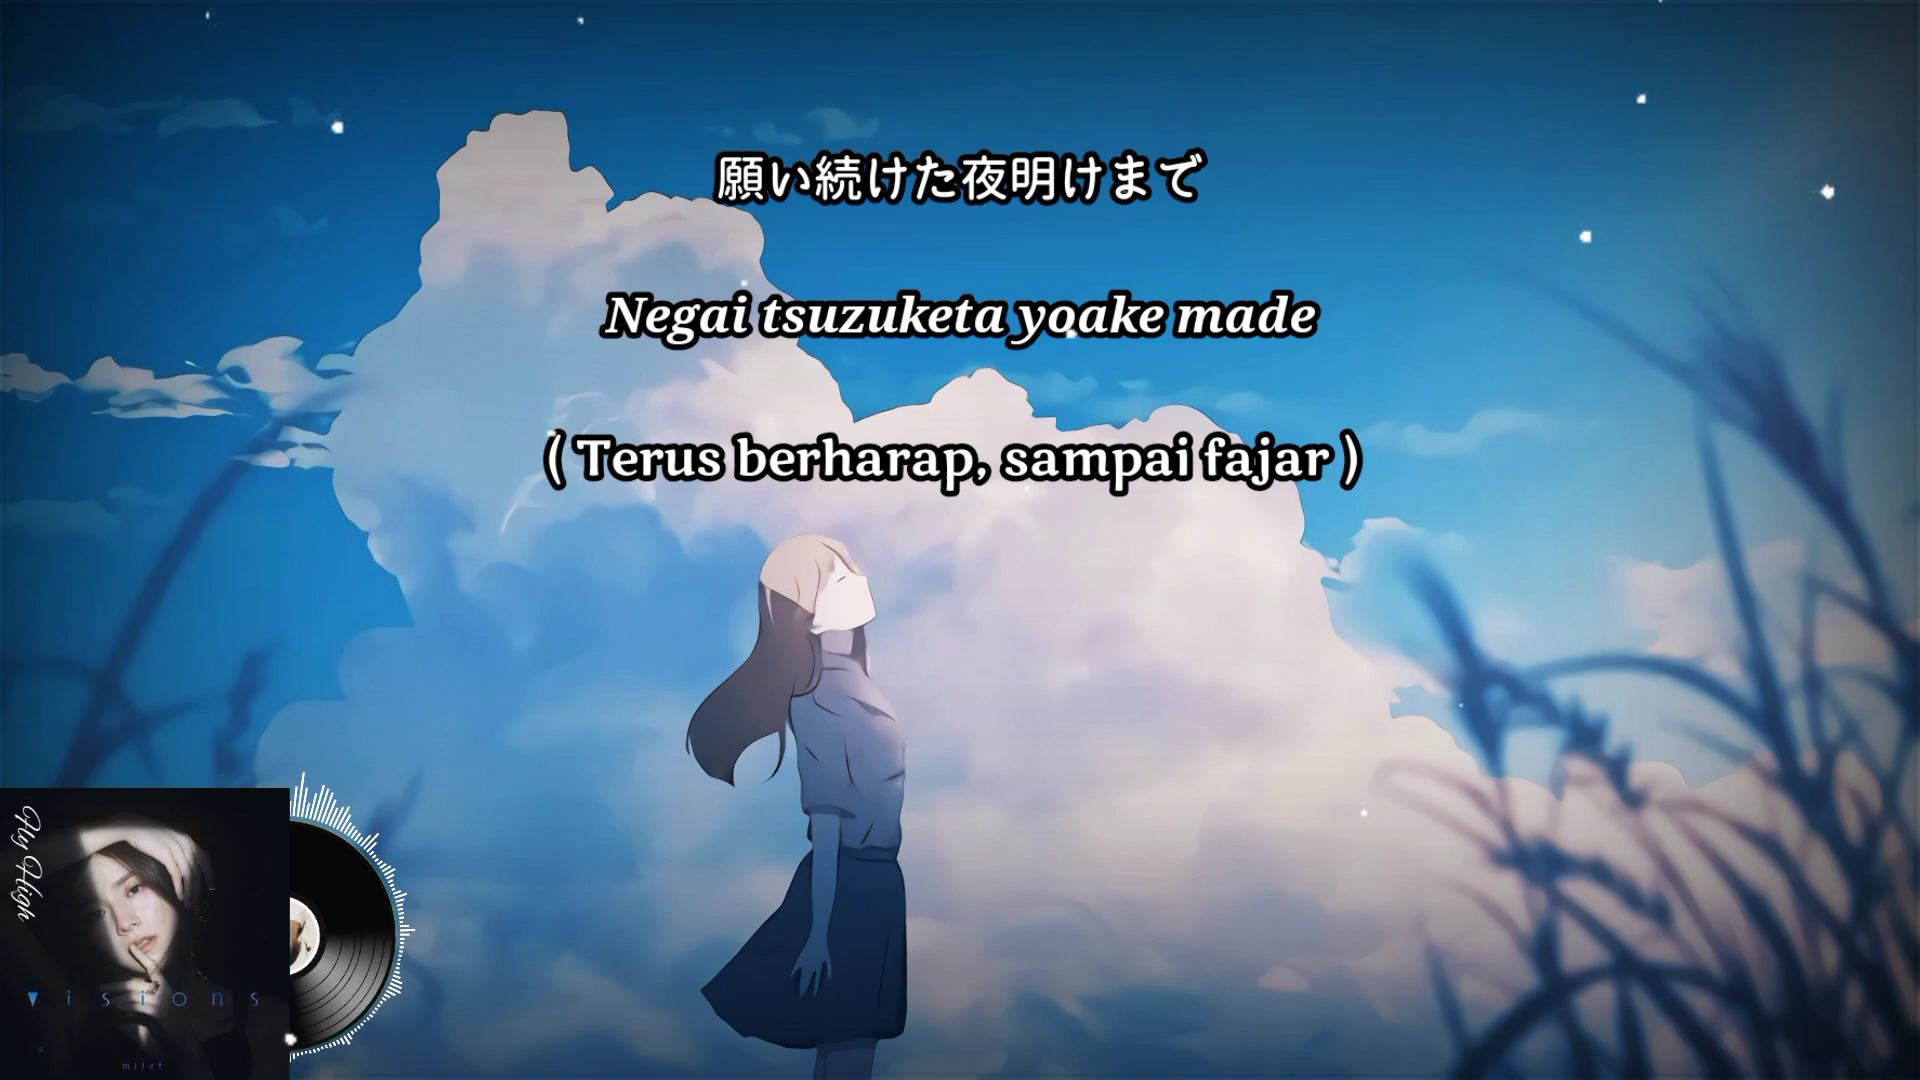 願い続けた夜明けまで
Negai tsuzuketa yoake made
( Terus berharap, sampai fajar )
Fly High
visions
milet